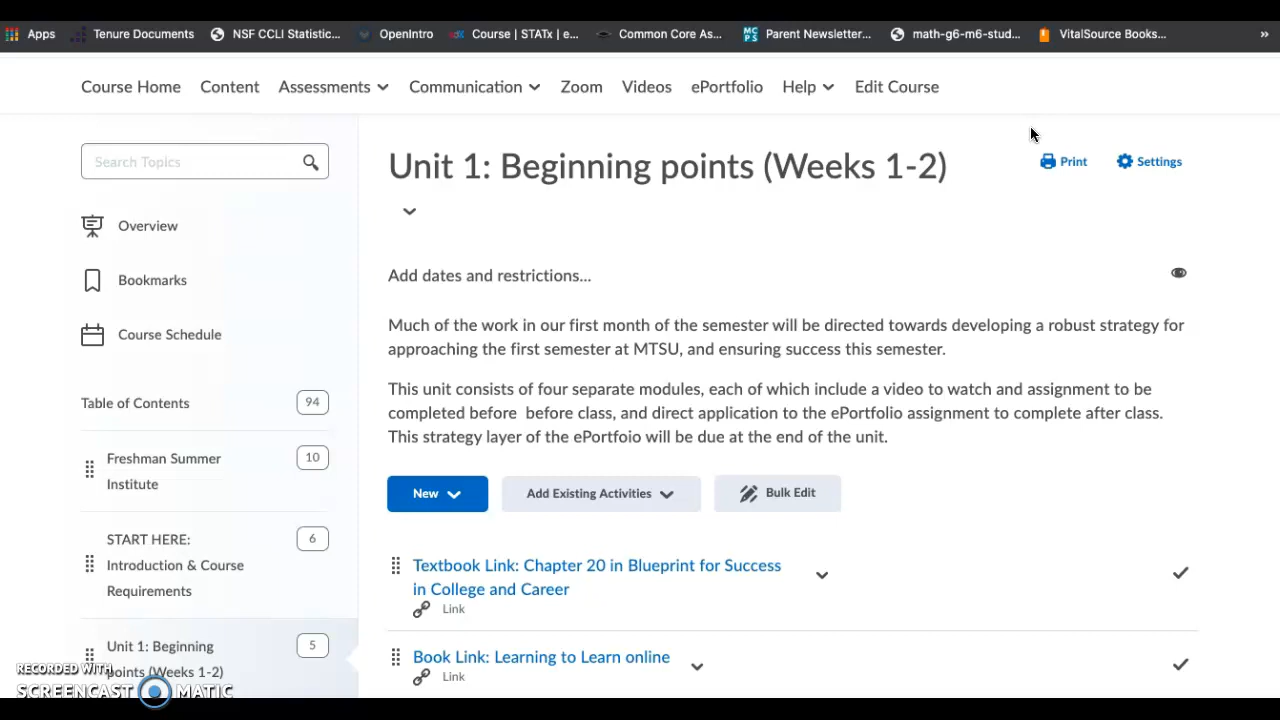 Apps Tenure Documents NSF CCLI Statistic... OpenIntro Course | STATx | e... Common Core As... MC PS Parent Newsletter... math-g6-m6-stud... VitalSource Books... »
Course Home Content Assessments Communication Zoom Videos ePortfolio Help Edit Course
Search Topics
Overview
Bookmarks
Course Schedule
Table of Contents 94
Freshman Summer 10
Institute
START HERE: 6
Introduction & Course
Requirements
Unit 1: Beginning 5
points (Weeks 1-2)
Unit 1: Beginning points (Weeks 1-2)
Print Settings
Add dates and restrictions...
Much of the work in our first month of the semester will be directed towards developing a robust strategy for
approaching the first semester at MTSU, and ensuring success this semester.
This unit consists of four separate modules, each of which include a video to watch and assignment to be
completed before before class, and direct application to the ePortfolio assignment to complete after class.
This strategy layer of the ePortfoio will be due at the end of the unit.
New Add Existing Activities Bulk Edit
Textbook Link: Chapter 20 in Blueprint for Success
in College and Career
Link
Book Link: Learning to Learn online
Link
RECORDED WITH
SCREENCAST MATIC